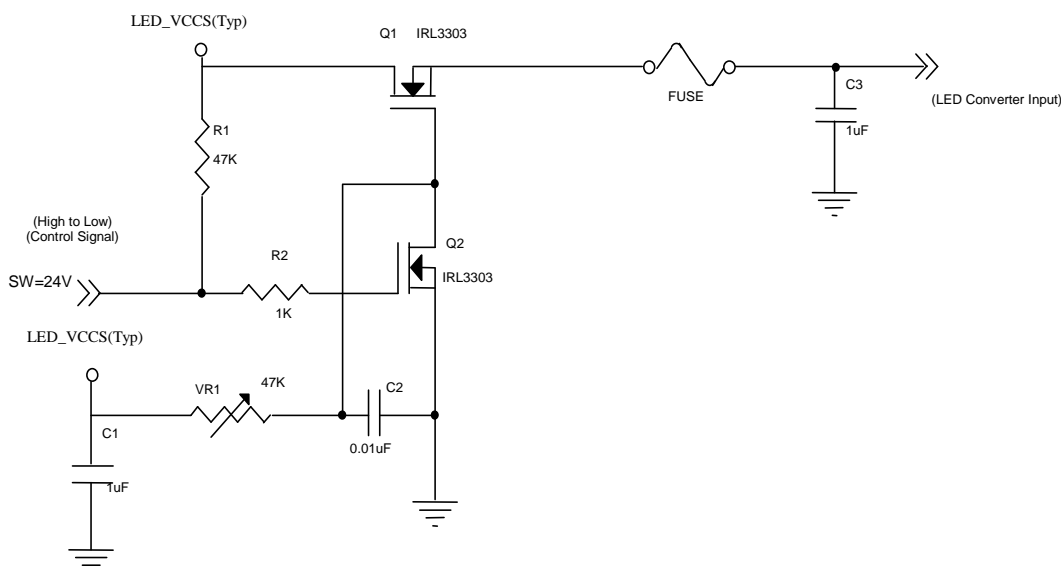 LED_VCCS(Typ)
Q1 IRL3303
FUSE
C3
1uF
(LED Converter Input)
R1
47K
(High to Low)
(Control Signal)
SW=24V
R2
1K
Q2
IRL3303
LED_VCCS(Typ)
VR1 47K
C2
0.01uF
C1
1uF